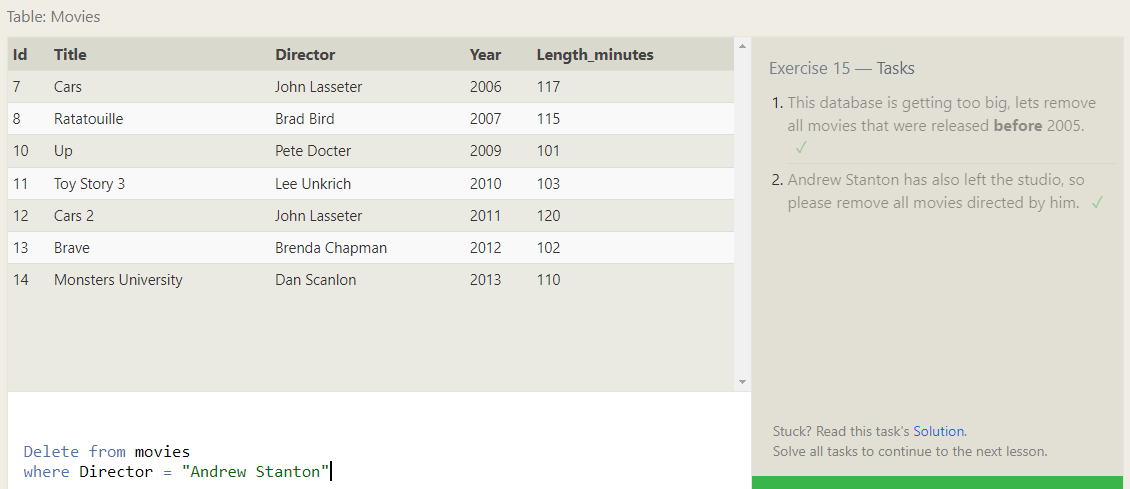 Table: Movies
Id Title Director Year Length_minutes
7 Cars John Lasseter 2006 117
8 Ratatouille Brad Bird 2007 115
10 Up Pete Docter 2009 101
11 Toy Story 3 Lee Unkrich 2010 103
12 Cars 2 John Lasseter 2011 120
13 Brave Brenda Chapman 2012 102
14 Monsters University Dan Scanlon 2013 110
Delete from movies
where Director = "Andrew Stanton"
Exercise 15 — Tasks
1. This database is getting too big, lets remove
all movies that were released before 2005.
✓
2. Andrew Stanton has also left the studio, so
please remove all movies directed by him. ✓
Stuck? Read this task's Solution.
Solve all tasks to continue to the next lesson.